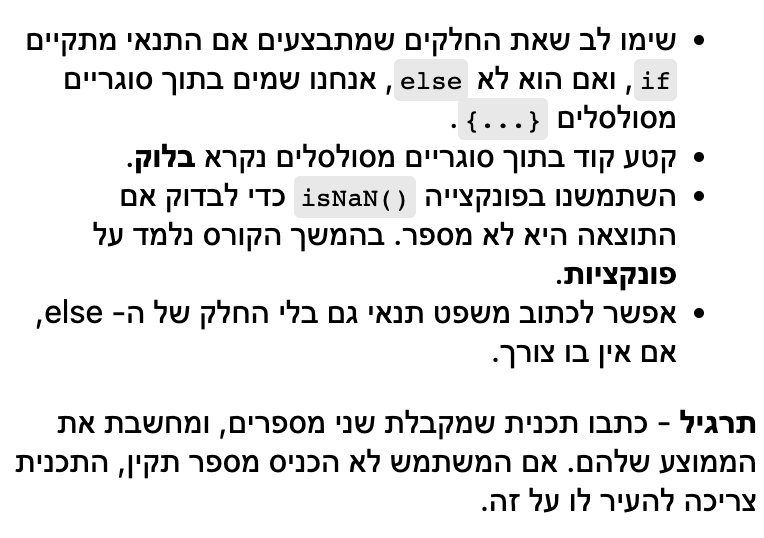 • שימו לב שאת החלקים שמתבצעים אם התנאי מתקיים
if, ואם הוא לא else, אנחנו שמים בתוך סוגריים
מסולסלים {...}.
• קטע קוד בתוך סוגריים מסולסלים נקרא בלוק.
• השתמשנו בפונקצייה isNaN() כדי לבדוק אם
התוצאה היא לא מספר. בהמשך הקורס נלמד על
פונקציות.
• אפשר לכתוב משפט תנאי גם בלי החלק של ה- else,
אם אין בו צורך.
תרגיל - כתבו תכנית שמקבלת שני מספרים, ומחשבת את
הממוצע שלהם. אם המשתמש לא הכניס מספר תקין, התכנית
צריכה להעיר לו על זה.